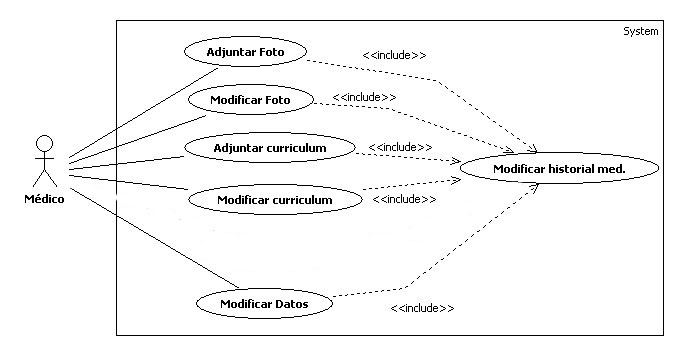 System
Adjuntar Foto
<<include>>
Modificar Foto
<<include>>
Adjuntar curriculum
<<include>>
Modificar historial med.
Médico
Modificar curriculum
<<include>>
Modificar Datos
<<include>>